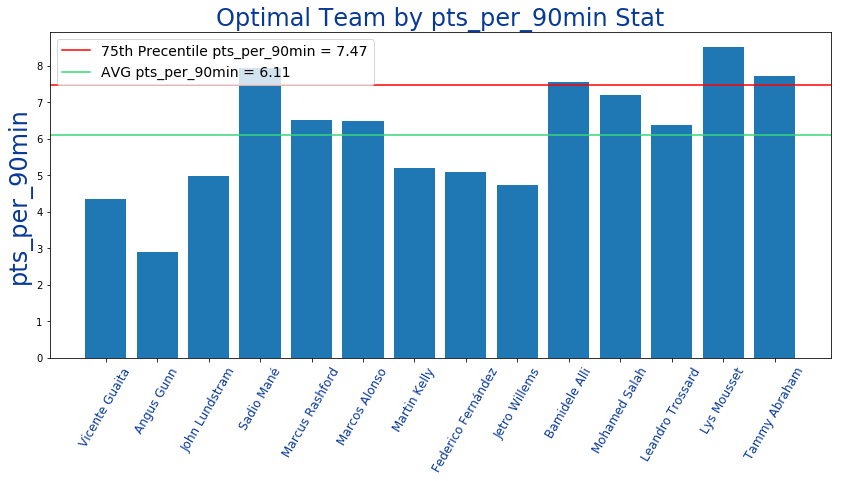 Optimal Team by pts_per_90min Stat
75th Precentile pts_per_90min = 7.47
AVG pts_per_90min = 6.11
pts_per_90min
8
7
6
5
4
3
2
1
0
Vicente Guaita
Angus Gunn
John Lundstram
Sadio Mané
Marcus Rashford
Marcos Alonso
Martin Kelly
Federico Fernández
Jetro Willems
Bamidele Alli
Mohamed Salah
Leandro Trossard
Lys Mousset
Tammy Abraham